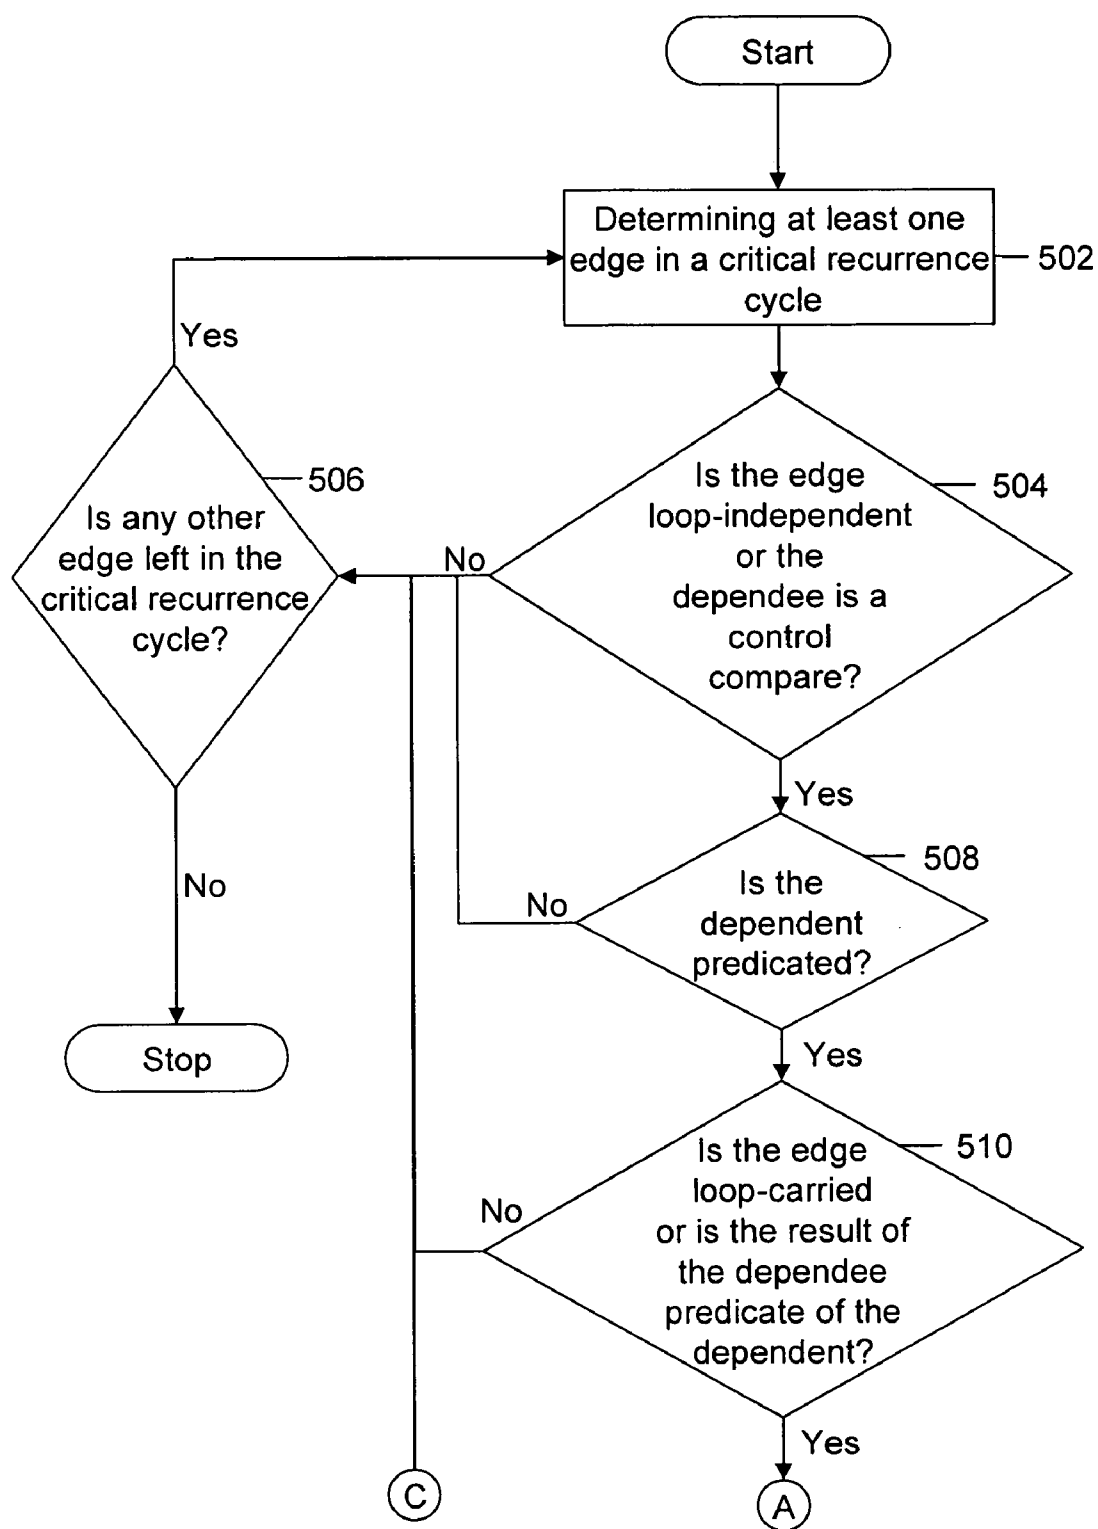 Start
Determining at least one
edge in a critical recurrence
cycle
502
Yes
506
Is any other
edge left in the
critical recurrence
cycle?
No
Is the edge
loop-independent
or the
dependee is a
control
compare?
504
Yes
No
Is the
dependent
predicated?
508
No
Stop
Yes
No
Is the edge
loop-carried
or is the result of
the dependee
predicate of the
dependent?
510
Yes
C
A